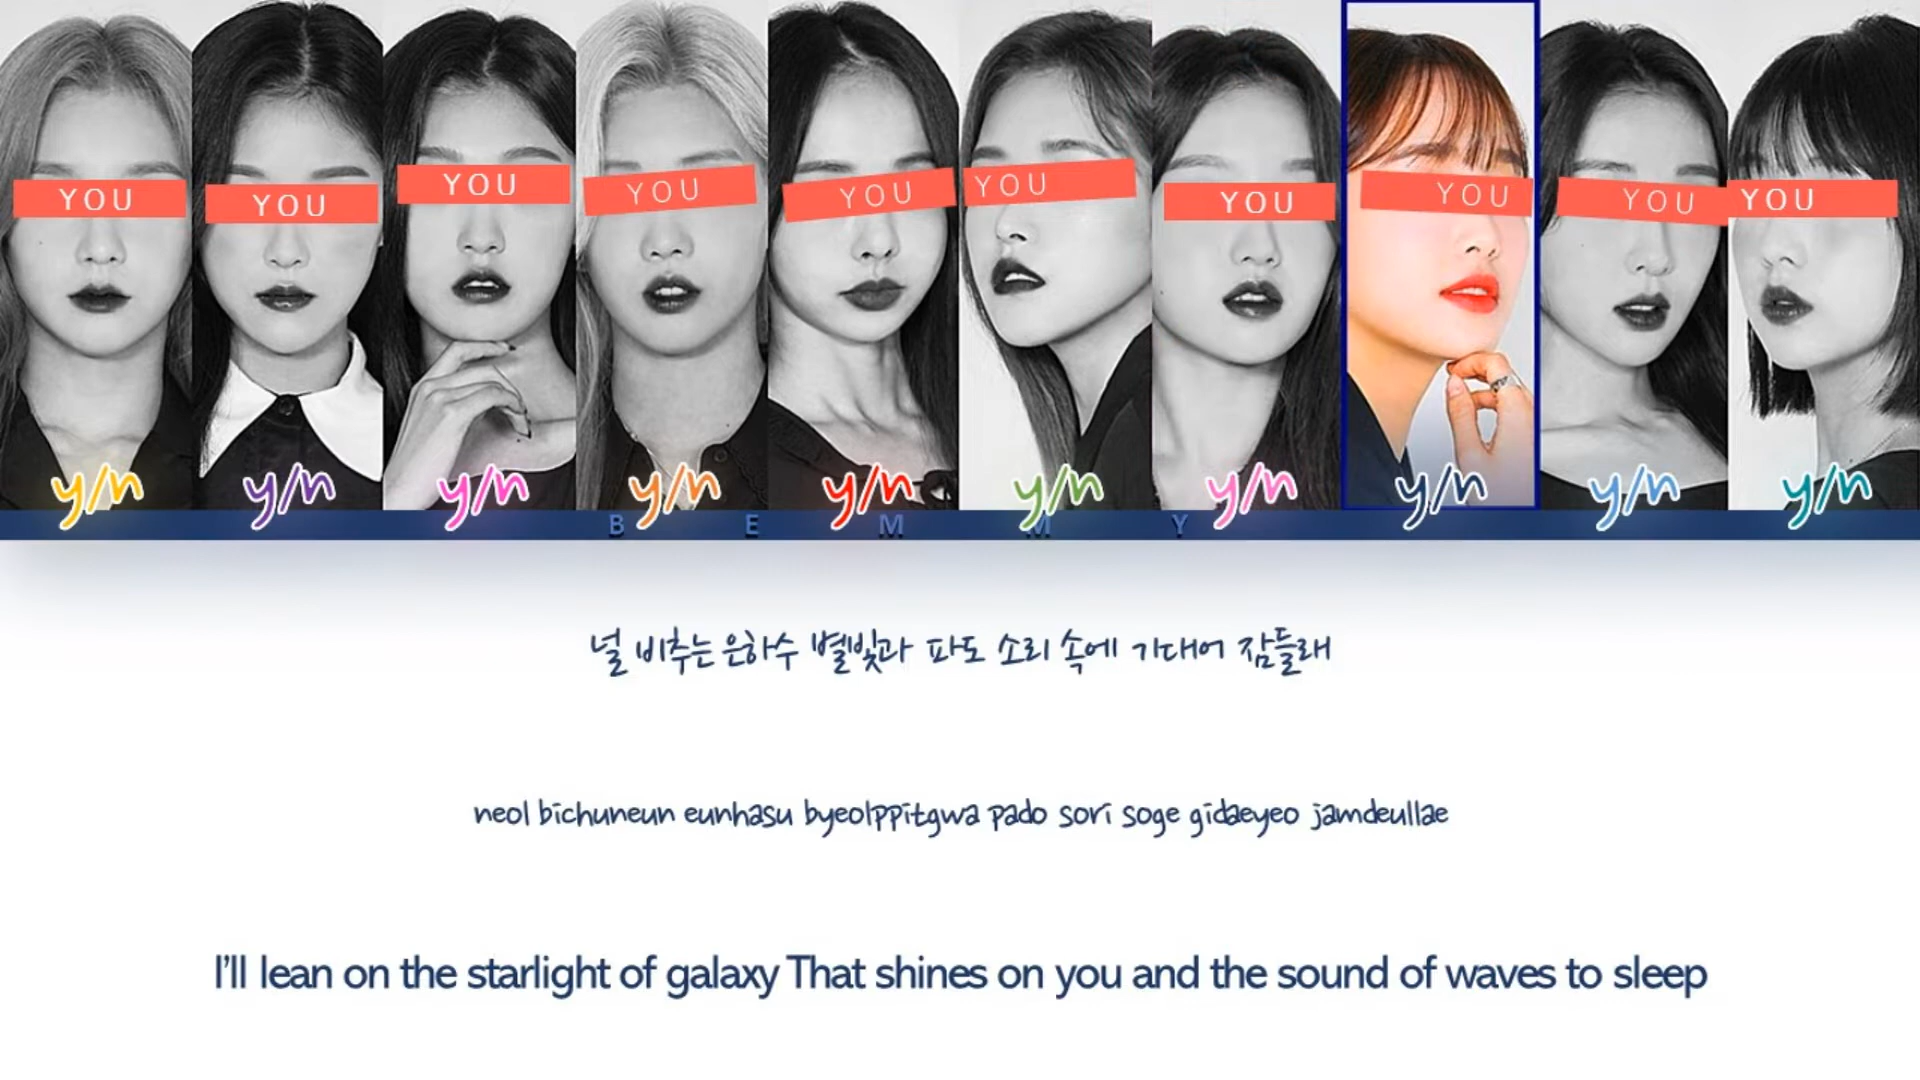 YOU YOU YOU YOU YOU YOU YOU YOU YOU YOU
y/n y/n y/n y/n y/n y/n y/n y/n y/n y/n
B E M M Y
널 비추는 은하수 별빛과 파도 소리 속에 기대어 잠들래
neol bichuneun eunhasu byeolppitgwa pado sori soge gidaeyeo jamdeullae
I'll lean on the starlight of galaxy That shines on you and the sound of waves to sleep